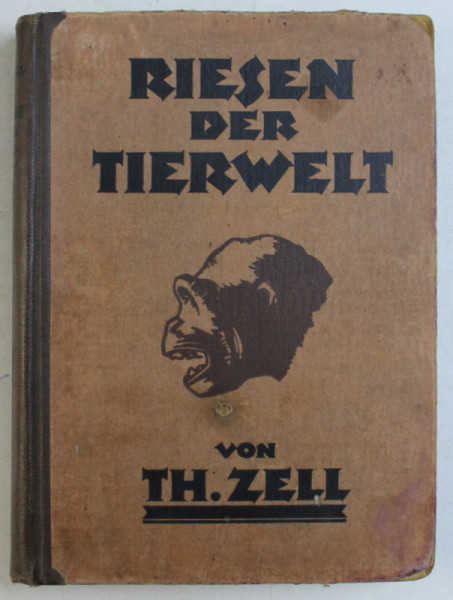 RIESEN
DER
TIERWELT
VON
TH. ZELL